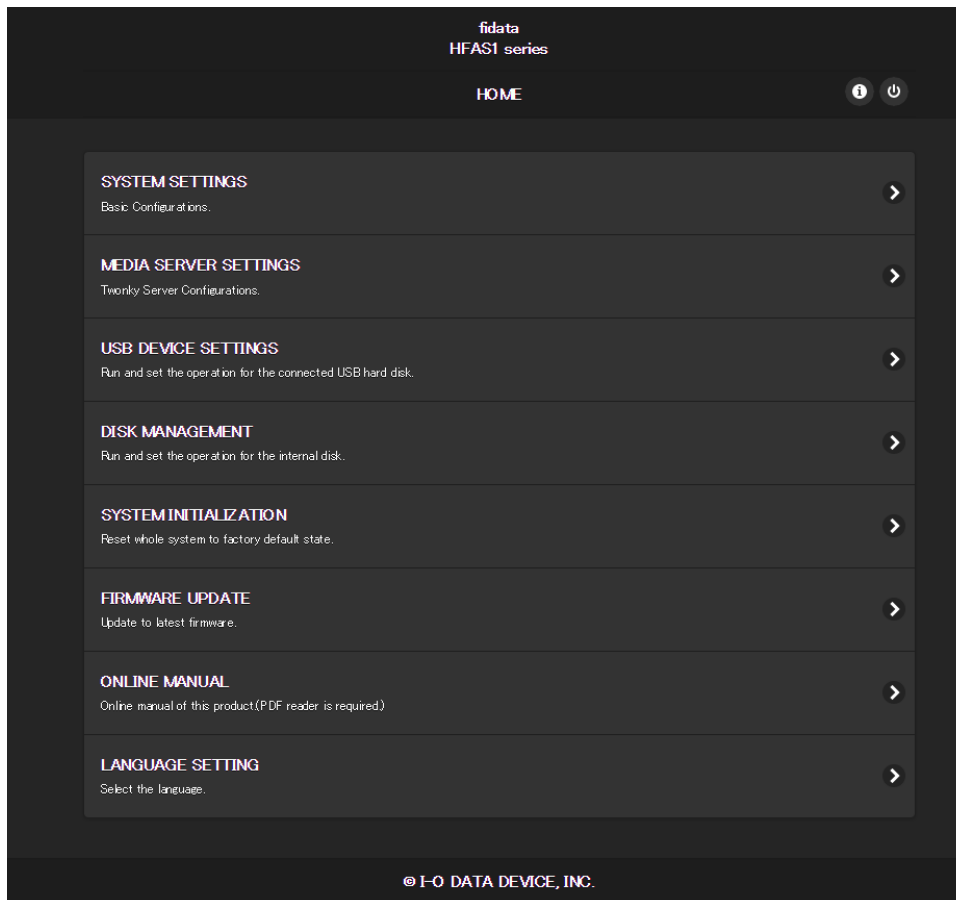 fidata
HFAS1 series
HOME
SYSTEM SETTINGS
Basic Configurations.
MEDIA SERVER SETTINGS
Twonky Server Configurations.
USB DEVICE SETTINGS
Run and set the operation for the connected USB hard disk.
DISK MANAGEMENT
Run and set the operation for the internal disk.
SYSTEM INITIALIZATION
Reset whole system to factory default state.
FIRMWARE UPDATE
Update to latest firmware.
ONLINE MANUAL
Online manual of this product.(PDF reader is required.)
LANGUAGE SETTING
Select the language.
© I-O DATA DEVICE, INC.